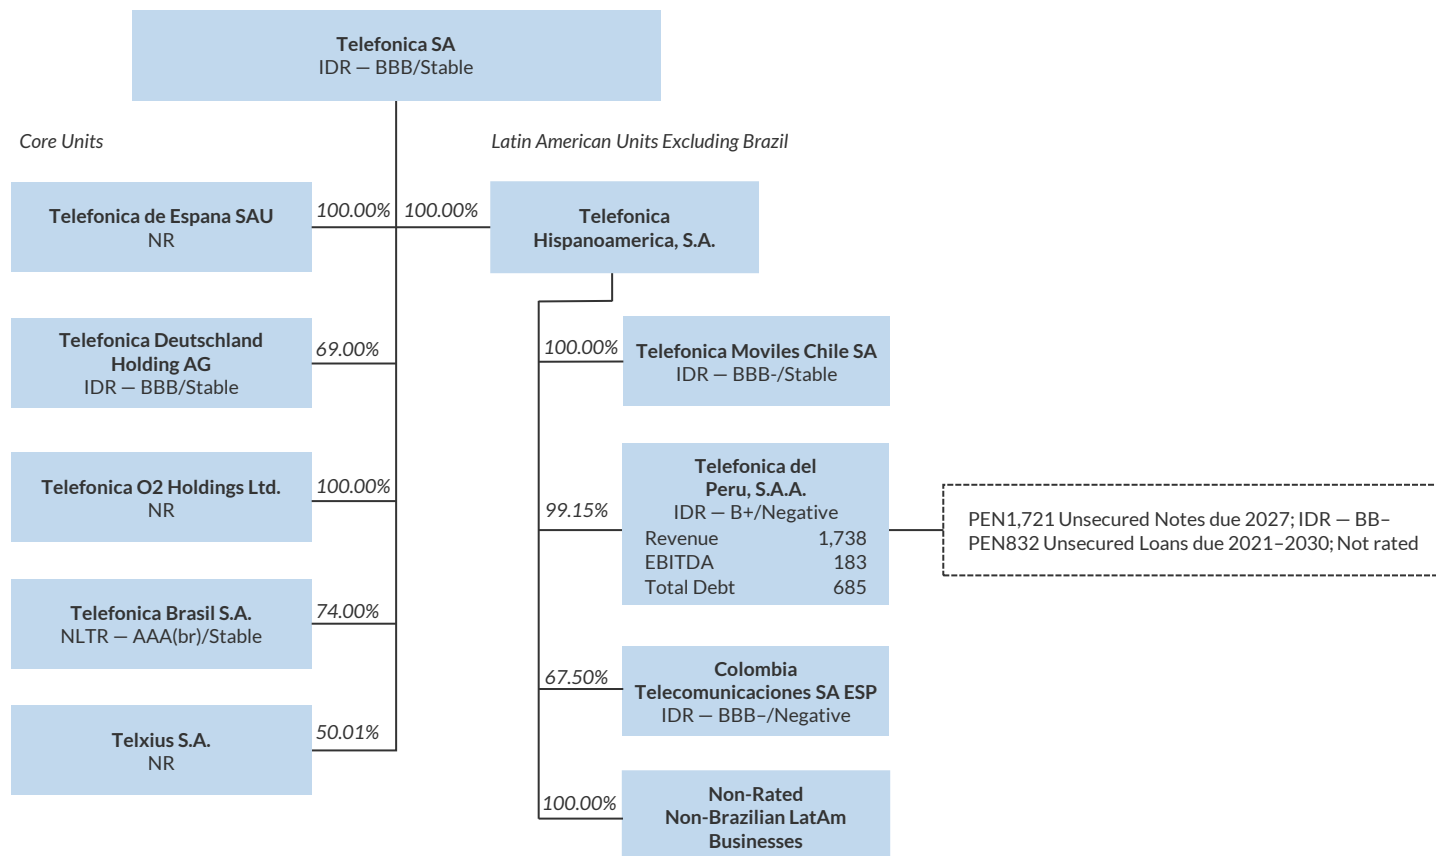 Telefonica SA
IDR — BBB/Stable
Core Units
Latin American Units Excluding Brazil
Telefonica de Espana SAU
NR
100.00%
100.00%
Telefonica
Hispanoamerica, S.A.
Telefonica Deutschland
Holding AG
IDR — BBB/Stable
69.00%
100.00%
Telefonica Moviles Chile SA
IDR — BBB-/Stable
Telefonica O2 Holdings Ltd.
NR
100.00%
99.15%
Telefonica del
Peru, S.A.A.
IDR — B+/Negative
Revenue 1,738
EBITDA 183
Total Debt 685
PEN1,721 Unsecured Notes due 2027; IDR — BB–
PEN832 Unsecured Loans due 2021–2030; Not rated
Telefonica Brasil S.A.
NLTR — AAA(br)/Stable
74.00%
67.50%
Colombia
Telecomunicaciones SA ESP
IDR — BBB–/Negative
Telxius S.A.
NR
50.01%
100.00%
Non-Rated
Non-Brazilian LatAm
Businesses